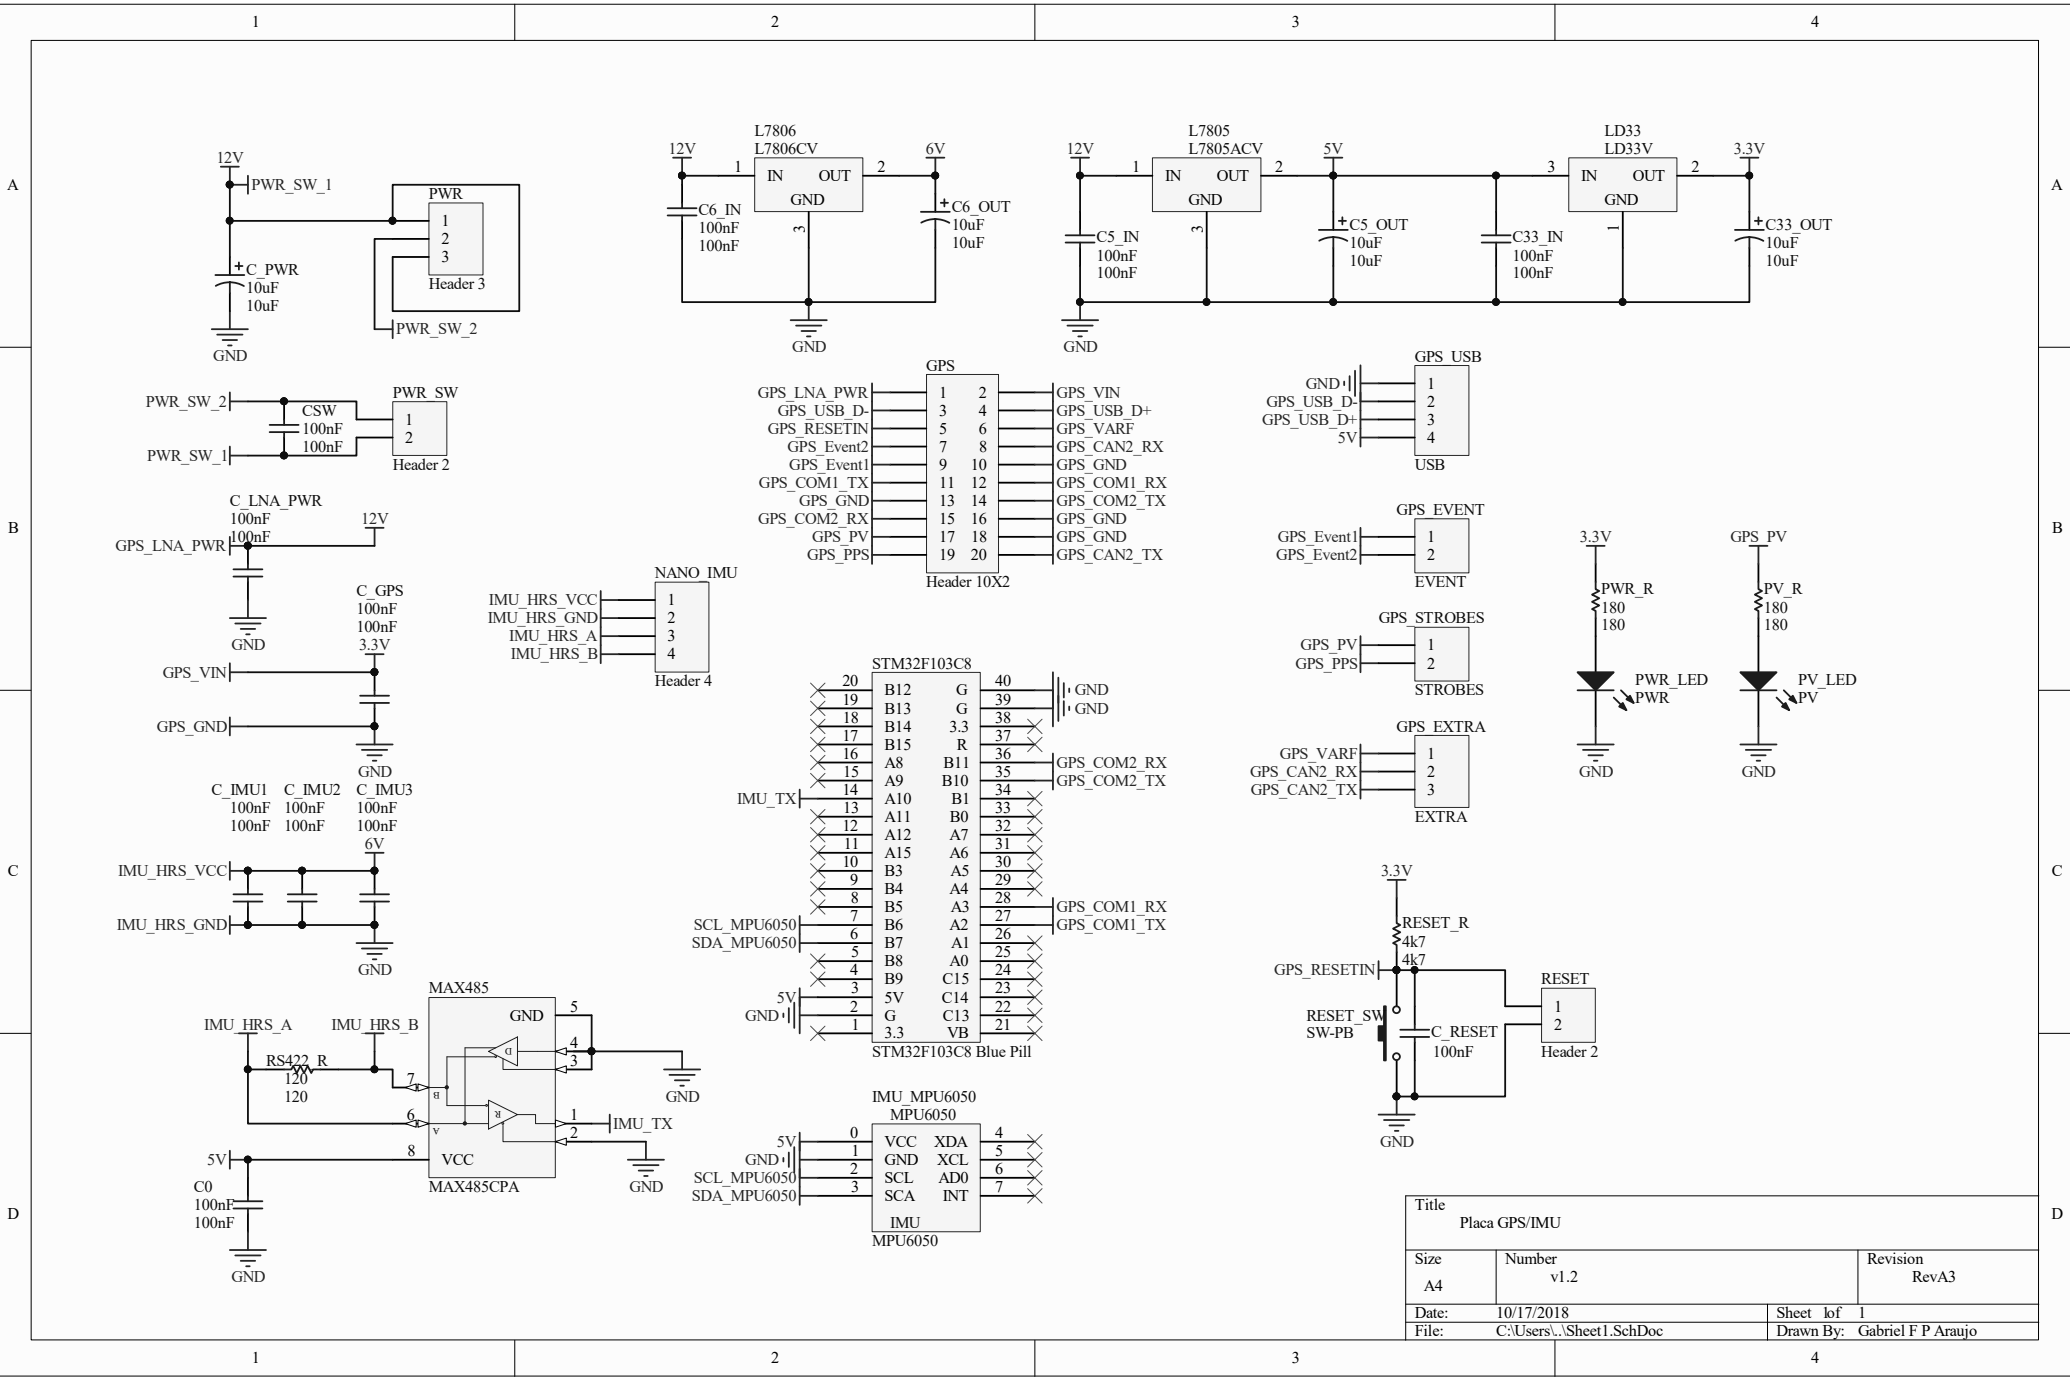 1 2 3 4
A
A
12V
PWR_SW_1
PWR
1
2
3
Header 3
C_PWR
10uF
10uF
GND
PWR_SW_2
L7806
L7806CV
12V
1
IN OUT
GND
2
3
6V
C6_IN
100nF
100nF
C6_OUT
10uF
10uF
GND
L7805
L7805ACV
12V
1
IN OUT
GND
2
3
5V
C5_IN
100nF
100nF
C5_OUT
10uF
10uF
C33_IN
100nF
100nF
GND
LD33
LD33V
3
IN OUT
GND
2
1
3.3V
C33_OUT
10uF
10uF
B
B
PWR_SW_2
PWR_SW_1
CSW
100nF
100nF
PWR_SW
1
2
Header 2
C_LNA_PWR
100nF
100nF
12V
GPS_LNA_PWR
GND
C_GPS
100nF
100nF
3.3V
GPS_VIN
GPS_GND
GND
NANO_IMU
IMU_HRS_VCC 1
IMU_HRS_GND 2
IMU_HRS_A 3
IMU_HRS_B 4
Header 4
GPS
GPS_LNA_PWR 1 2 GPS_VIN
GPS_USB_D- 3 4 GPS_USB_D+
GPS_RESETIN 5 6 GPS_VARF
GPS_Event2 7 8 GPS_CAN2_RX
GPS_Event1 9 10 GPS_GND
GPS_COM1_TX 11 12 GPS_COM1_RX
GPS_GND 13 14 GPS_COM2_TX
GPS_COM2_RX 15 16 GPS_GND
GPS_PV 17 18 GPS_GND
GPS_PPS 19 20 GPS_CAN2_TX
Header 10X2
GPS_USB
GND 1
GPS_USB_D- 2
GPS_USB_D+ 3
5V 4
USB
GPS_EVENT
GPS_Event1 1
GPS_Event2 2
EVENT
GPS_STROBES
GPS_PV 1
GPS_PPS 2
STROBES
GPS_EXTRA
GPS_VARF 1
GPS_CAN2_RX 2
GPS_CAN2_TX 3
EXTRA
3.3V
PWR_R
180
180
PWR_LED
PWR
GND
GPS_PV
PV_R
180
180
PV_LED
PV
GND
C
C
C_IMU1 C_IMU2 C_IMU3
100nF 100nF 100nF
100nF 100nF 100nF
6V
IMU_HRS_VCC
IMU_HRS_GND
GND
STM32F103C8
20 B12 G 40 GND
19 B13 G 39 GND
18 B14 3.3 38
17 B15 R 37
16 A8 B11 36 GPS_COM2_RX
15 A9 B10 35 GPS_COM2_TX
IMU_TX 14 A10 B1 34
13 A11 B0 33
12 A12 A7 32
11 A15 A6 31
10 B3 A5 30
9 B4 A4 29
8 B5 A3 28 GPS_COM1_RX
SCL_MPU6050 7 B6 A2 27 GPS_COM1_TX
SDA_MPU6050 6 B7 A1 26
5 B8 A0 25
4 B9 C15 24
5V 3 5V C14 23
GND 2 G C13 22
1 3.3 VB 21
STM32F103C8 Blue Pill
3.3V
RESET_R
4k7
4k7
GPS_RESETIN
RESET_SW
SW-PB
C_RESET
100nF
RESET
1
2
Header 2
GND
MAX485
GND 5
D
4
3
GND
7
B
R
6
A
1 IMU_TX
2
GND
8 VCC
MAX485CPA
IMU_HRS_A IMU_HRS_B
RS422_R
120
120
D
D
5V
C0
100nF
100nF
GND
IMU_MPU6050
MPU6050
5V 0 VCC XDA 4
GND 1 GND XCL 5
SCL_MPU6050 2 SCL AD0 6
SDA_MPU6050 3 SCA INT 7
IMU
MPU6050
Title
Placa GPS/IMU
Size Number Revision
A4 v1.2 RevA3
Date: 10/17/2018 Sheet 1of 1
File: C:\Users\..\Sheet1.SchDoc Drawn By: Gabriel F P Araujo
1 2 3 4